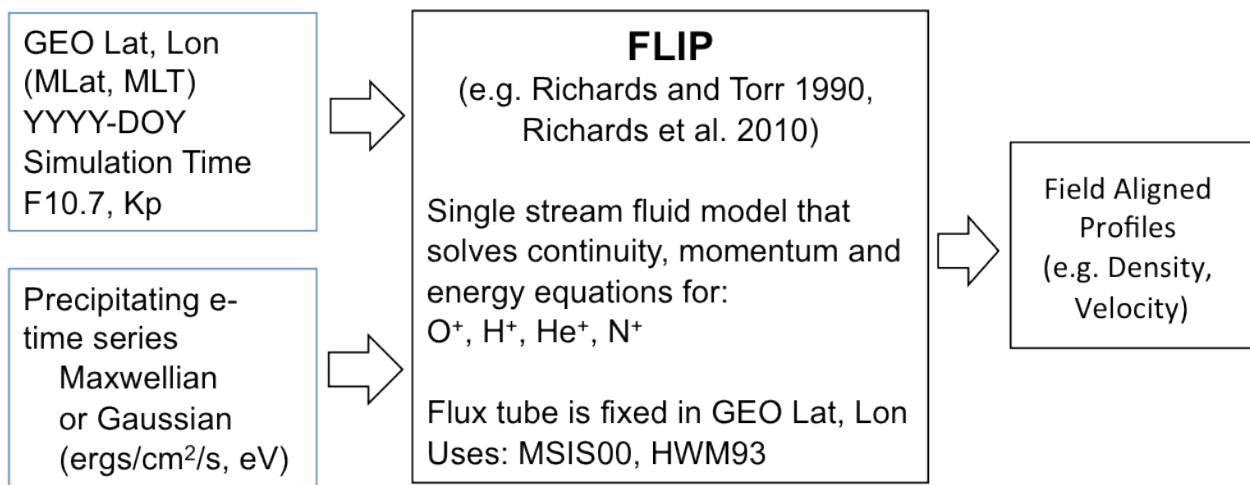 GEO Lat, Lon
(MLat, MLT)
YYYY-DOY
Simulation Time
F10.7, Kp
Precipitating e-
time series
Maxwellian
or Gaussian
(ergs/cm²/s, eV)
FLIP
(e.g. Richards and Torr 1990,
Richards et al. 2010)
Single stream fluid model that
solves continuity, momentum and
energy equations for:
O⁺, H⁺, He⁺, N⁺
Flux tube is fixed in GEO Lat, Lon
Uses: MSIS00, HWM93
Field Aligned
Profiles
(e.g. Density,
Velocity)